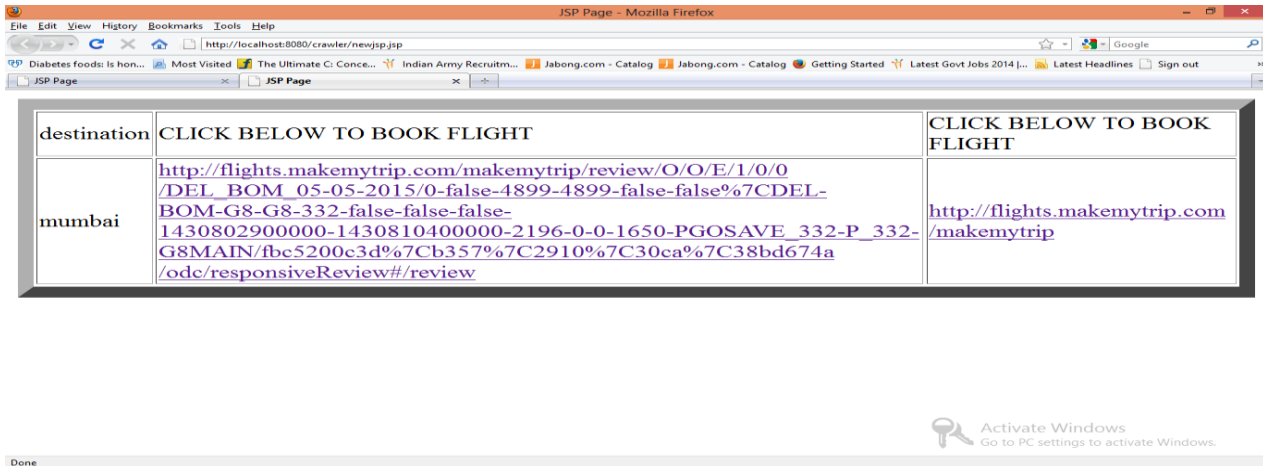 JSP Page - Mozilla Firefox
File Edit View History Bookmarks Tools Help
http://localhost:8080/crawler/newjsp.jsp
Google
Diabetes foods: Is hon... Most Visited The Ultimate C: Conce... Indian Army Recruitm... Jabong.com - Catalog Jabong.com - Catalog Getting Started Latest Govt Jobs 2014 |... Latest Headlines Sign out
JSP Page
JSP Page
destination
CLICK BELOW TO BOOK FLIGHT
CLICK BELOW TO BOOK
FLIGHT
mumbai
http://flights.makemytrip.com/makemytrip/review/O/O/E/1/0/0
/DEL_BOM_05-05-2015/0-false-4899-4899-false-false%7CDEL-
BOM-G8-G8-332-false-false-false-
1430802900000-1430810400000-2196-0-0-1650-PGOSAVE_332-P_332-
G8MAIN/fbc5200c3d%7Cb357%7C2910%7C30ca%7C38bd674a
/odc/responsiveReview#/review
http://flights.makemytrip.com
/makemytrip
Activate Windows
Go to PC settings to activate Windows.
Done